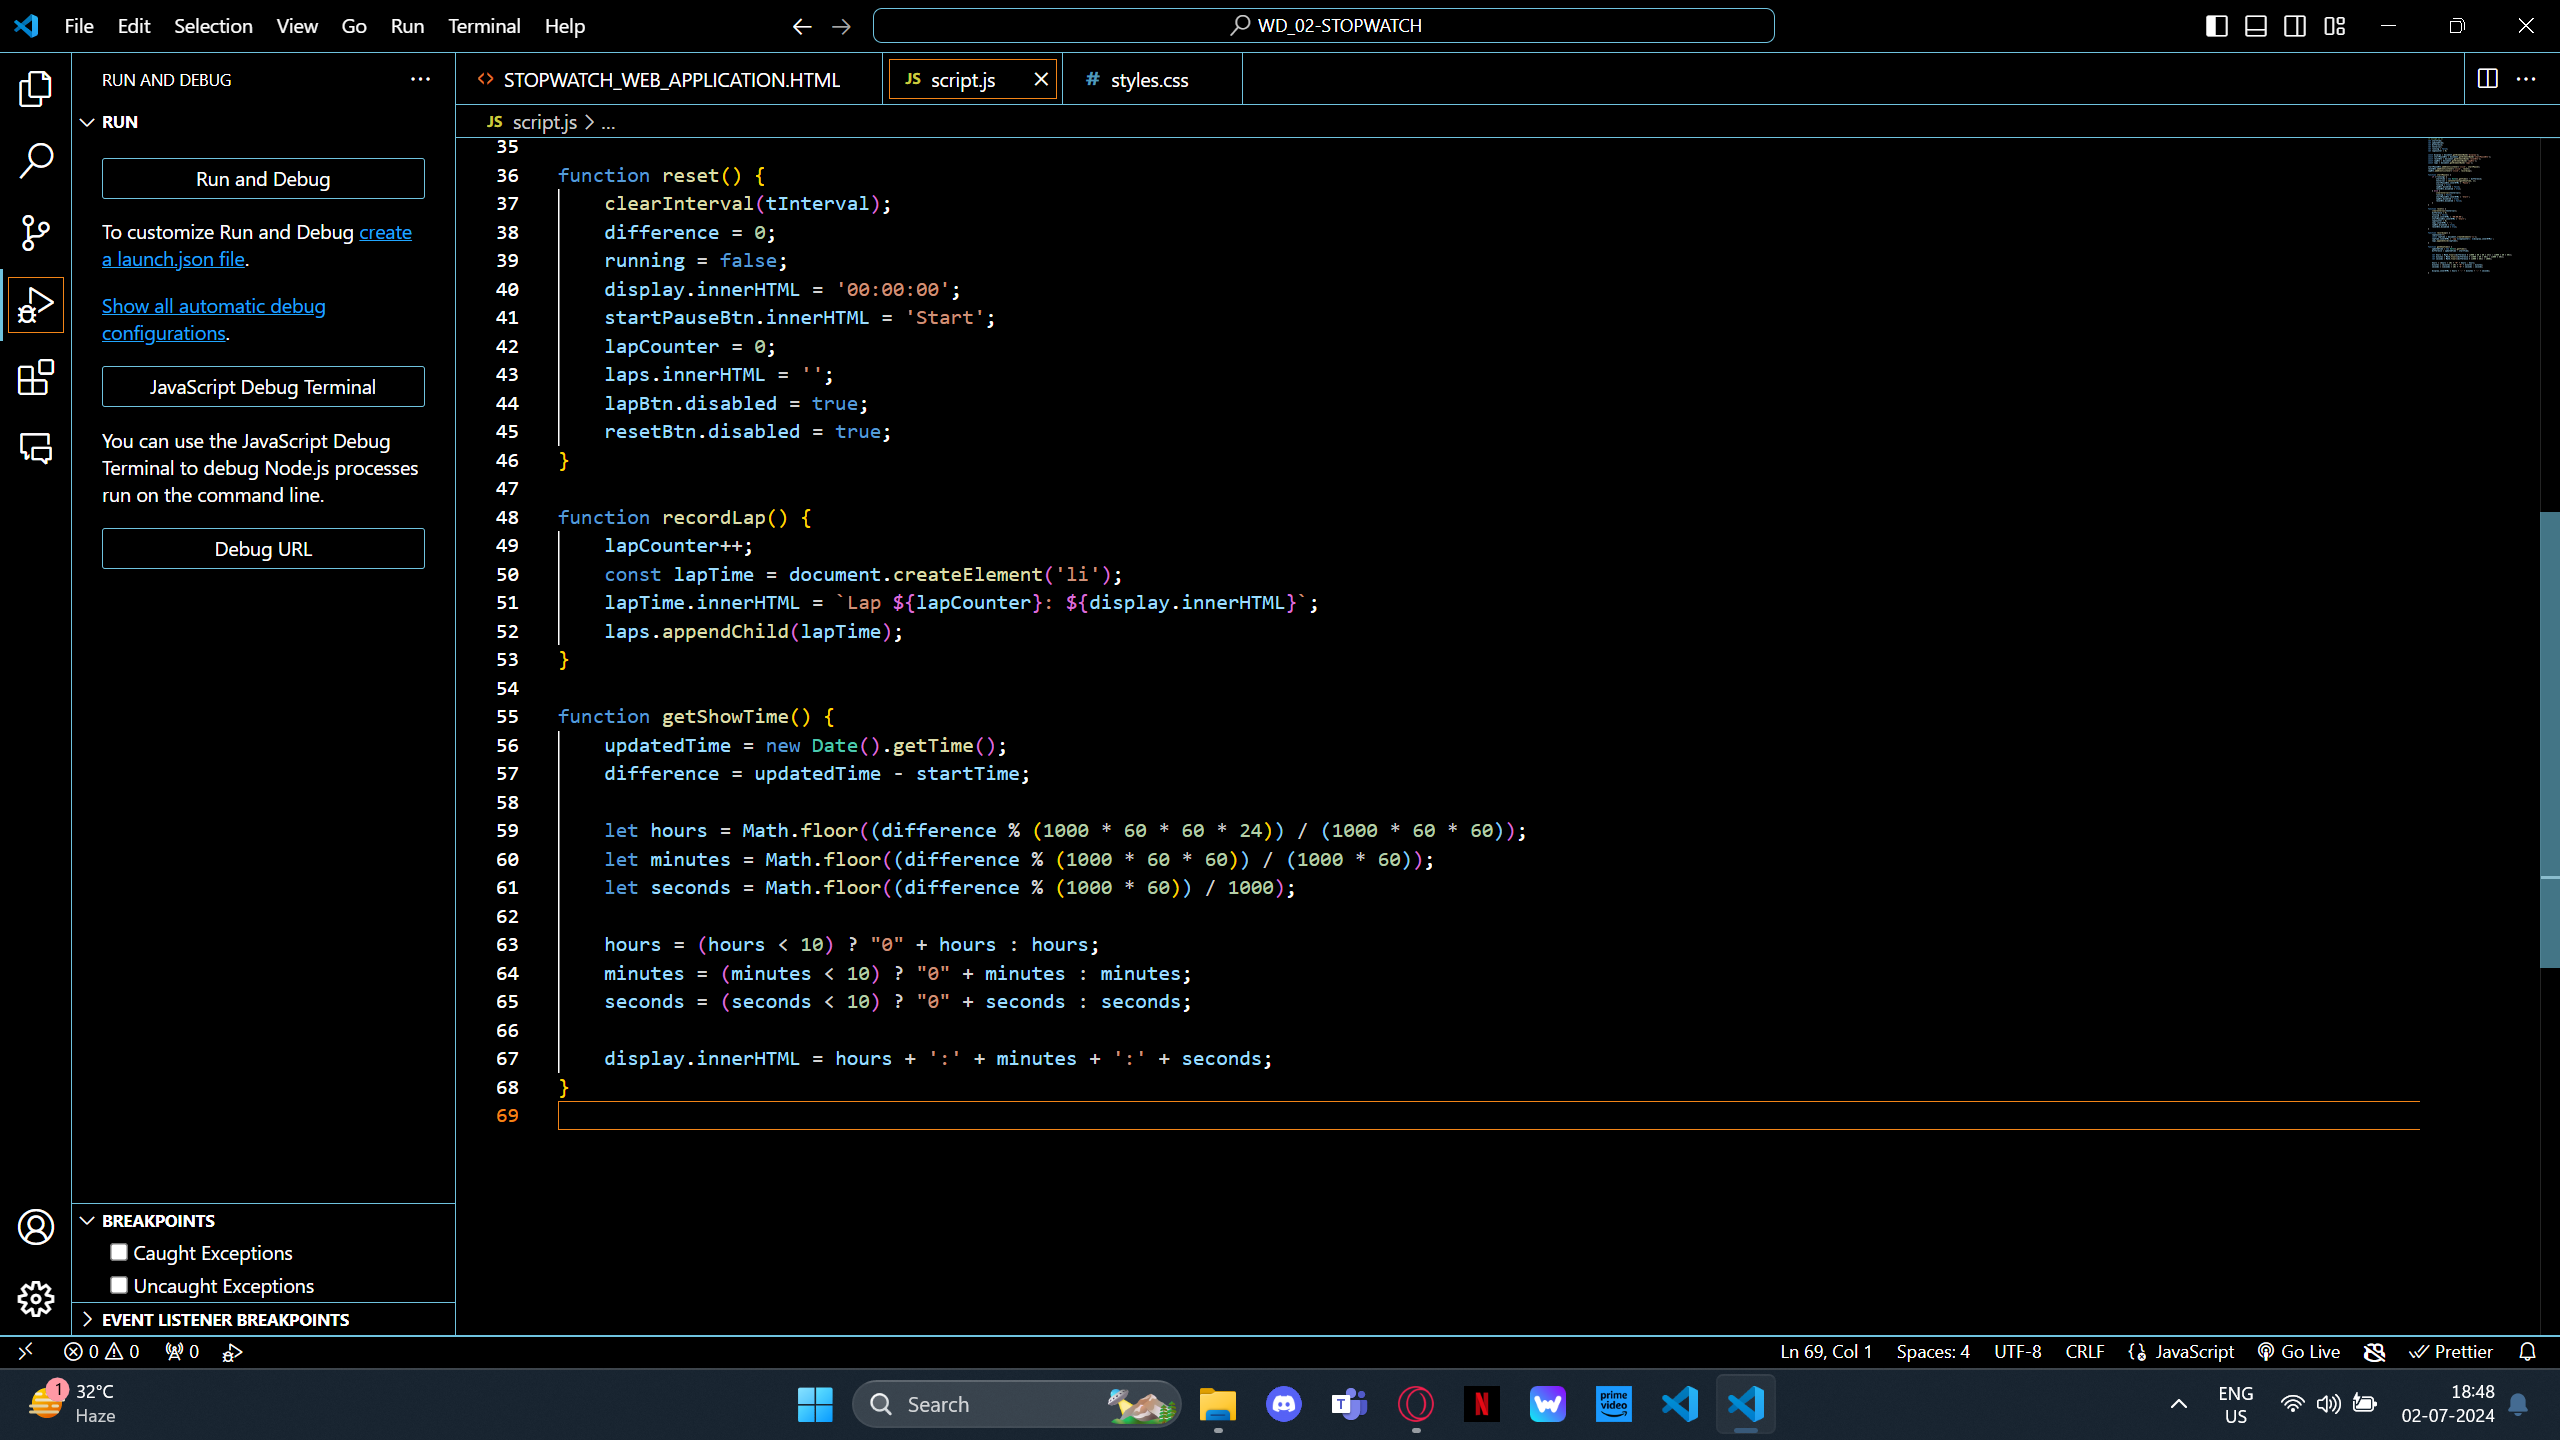 File Edit Selection View Go Run Terminal Help
WD_02-STOPWATCH
RUN AND DEBUG
RUN
Run and Debug
To customize Run and Debug create
a launch.json file.
Show all automatic debug
configurations.
JavaScript Debug Terminal
You can use the JavaScript Debug
Terminal to debug Node.js processes
run on the command line.
Debug URL
BREAKPOINTS
Caught Exceptions
Uncaught Exceptions
EVENT LISTENER BREAKPOINTS
<> STOPWATCH_WEB_APPLICATION.HTML
JS script.js
# styles.css
JS script.js > ...
35
36 function reset() {
37     clearInterval(tInterval);
38     difference = 0;
39     running = false;
40     display.innerHTML = '00:00:00';
41     startPauseBtn.innerHTML = 'Start';
42     lapCounter = 0;
43     laps.innerHTML = '';
44     lapBtn.disabled = true;
45     resetBtn.disabled = true;
46 }
47
48 function recordLap() {
49     lapCounter++;
50     const lapTime = document.createElement('li');
51     lapTime.innerHTML = `Lap ${lapCounter}: ${display.innerHTML}`;
52     laps.appendChild(lapTime);
53 }
54
55 function getShowTime() {
56     updatedTime = new Date().getTime();
57     difference = updatedTime - startTime;
58
59     let hours = Math.floor((difference % (1000 * 60 * 60 * 24)) / (1000 * 60 * 60));
60     let minutes = Math.floor((difference % (1000 * 60 * 60)) / (1000 * 60));
61     let seconds = Math.floor((difference % (1000 * 60)) / 1000);
62
63     hours = (hours < 10) ? "0" + hours : hours;
64     minutes = (minutes < 10) ? "0" + minutes : minutes;
65     seconds = (seconds < 10) ? "0" + seconds : seconds;
66
67     display.innerHTML = hours + ':' + minutes + ':' + seconds;
68 }
69
0 0 0
Ln 69, Col 1 Spaces: 4 UTF-8 CRLF {} JavaScript Go Live Prettier
1
32°C
Haze
Search
T
N
prime
video
ENG
US
18:48
02-07-2024